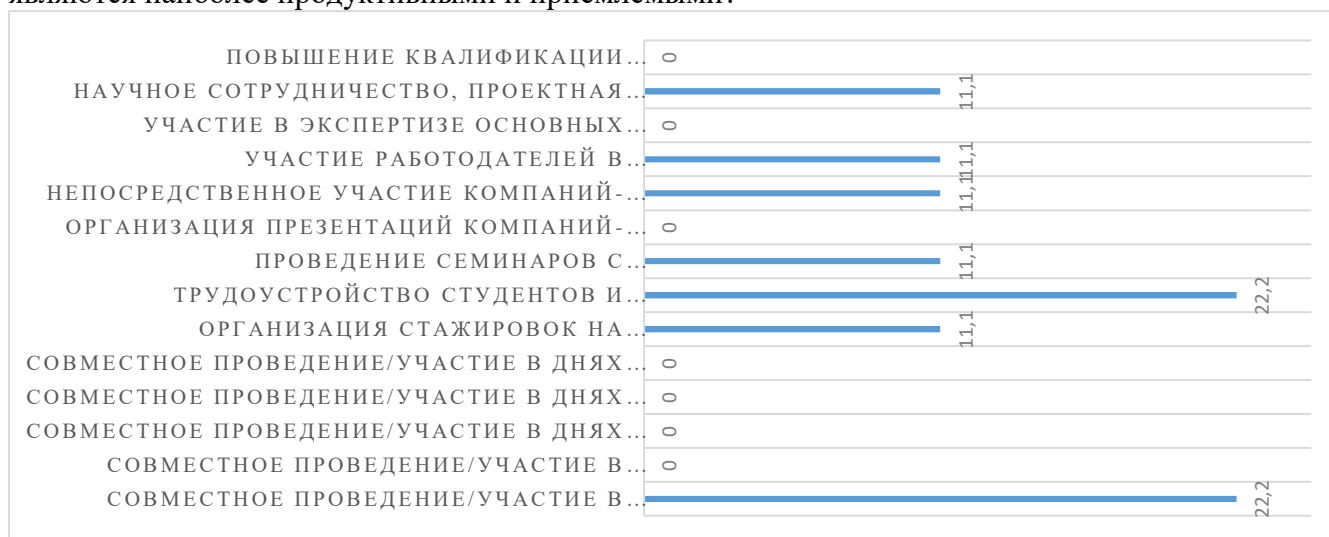 являются наиболее продуктивными и приемлемыми?
ПОВЫШЕНИЕ КВАЛИФИКАЦИИ… 0
НАУЧНОЕ СОТРУДНИЧЕСТВО, ПРОЕКТНАЯ… 11,1
УЧАСТИЕ В ЭКСПЕРТИЗЕ ОСНОВНЫХ… 0
УЧАСТИЕ РАБОТОДАТЕЛЕЙ В… 11,1
НЕПОСРЕДСТВЕННОЕ УЧАСТИЕ КОМПАНИЙ-… 11,1
ОРГАНИЗАЦИЯ ПРЕЗЕНТАЦИЙ КОМПАНИЙ-… 0
ПРОВЕДЕНИЕ СЕМИНАРОВ С… 11,1
ТРУДОУСТРОЙСТВО СТУДЕНТОВ И… 22,2
ОРГАНИЗАЦИЯ СТАЖИРОВОК НА… 11,1
СОВМЕСТНОЕ ПРОВЕДЕНИЕ/УЧАСТИЕ В ДНЯХ… 0
СОВМЕСТНОЕ ПРОВЕДЕНИЕ/УЧАСТИЕ В ДНЯХ… 0
СОВМЕСТНОЕ ПРОВЕДЕНИЕ/УЧАСТИЕ В ДНЯХ… 0
СОВМЕСТНОЕ ПРОВЕДЕНИЕ/УЧАСТИЕ В… 0
СОВМЕСТНОЕ ПРОВЕДЕНИЕ/УЧАСТИЕ В… 22,2